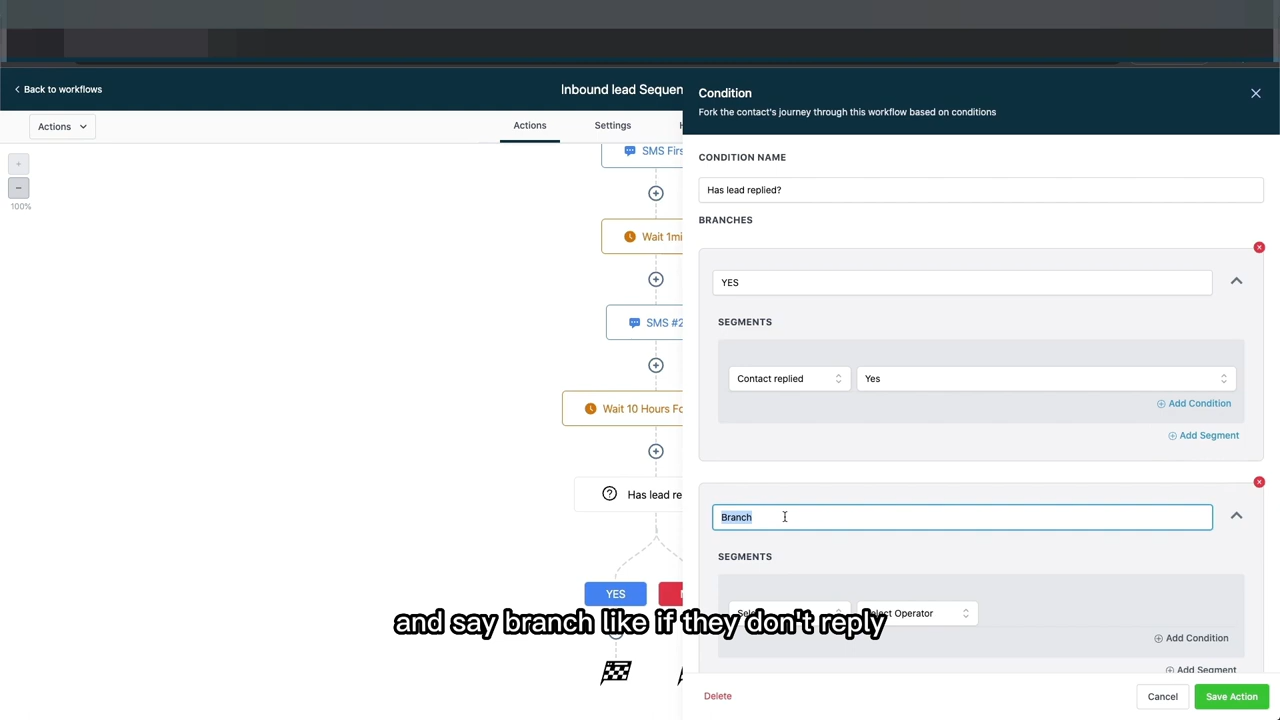 Back to workflows
Inbound lead Sequen
Condition
Fork the contact's journey through this workflow based on conditions
Actions
Actions
Settings
100%
SMS Firs
Wait 1mi
SMS #2
Wait 10 Hours Fo
Has lead re
YES
CONDITION NAME
Has lead replied?
BRANCHES
YES
SEGMENTS
Contact replied
Yes
Add Condition
Add Segment
Branch
SEGMENTS
Operator
Add Condition
Add Segment
and say branch like if they don't reply
Delete
Cancel
Save Action